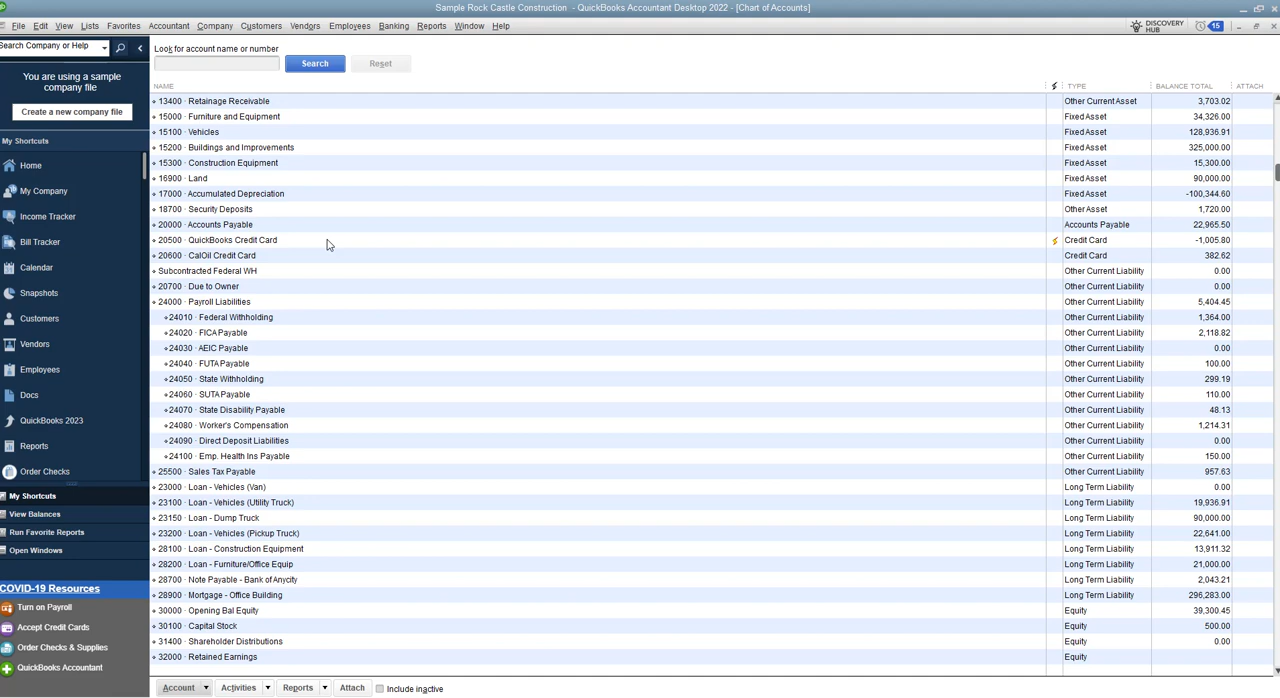 Sample Rock Castle Construction - QuickBooks Accountant Desktop 2022 - [Chart of Accounts]
File Edit View Lists Favorites Accountant Company Customers Vendors Employees Banking Reports Window Help
DISCOVERY HUB 15
Search Company or Help
Look for account name or number
Search Reset
You are using a sample company file
Create a new company file
My Shortcuts
Home
My Company
Income Tracker
Bill Tracker
Calendar
Snapshots
Customers
Vendors
Employees
Docs
QuickBooks 2023
Reports
Order Checks
My Shortcuts
View Balances
Run Favorite Reports
Open Windows
COVID-19 Resources
Turn on Payroll
Accept Credit Cards
Order Checks & Supplies
QuickBooks Accountant
NAME TYPE BALANCE TOTAL ATTACH
13400 · Retainage Receivable Other Current Asset 3,703.02
15000 · Furniture and Equipment Fixed Asset 34,326.00
15100 · Vehicles Fixed Asset 128,936.91
15200 · Buildings and Improvements Fixed Asset 325,000.00
15300 · Construction Equipment Fixed Asset 15,300.00
16900 · Land Fixed Asset 90,000.00
17000 · Accumulated Depreciation Fixed Asset -100,344.60
18700 · Security Deposits Other Asset 1,720.00
20000 · Accounts Payable Accounts Payable 22,965.50
20500 · QuickBooks Credit Card Credit Card -1,005.80
20600 · CalOil Credit Card Credit Card 382.62
Subcontracted Federal WH Other Current Liability 0.00
20700 · Due to Owner Other Current Liability 0.00
24000 · Payroll Liabilities Other Current Liability 5,404.45
24010 · Federal Withholding Other Current Liability 1,364.00
24020 · FICA Payable Other Current Liability 2,118.82
24030 · AEIC Payable Other Current Liability 0.00
24040 · FUTA Payable Other Current Liability 100.00
24050 · State Withholding Other Current Liability 299.19
24060 · SUTA Payable Other Current Liability 110.00
24070 · State Disability Payable Other Current Liability 48.13
24080 · Worker's Compensation Other Current Liability 1,214.31
24090 · Direct Deposit Liabilities Other Current Liability 0.00
24100 · Emp. Health Ins Payable Other Current Liability 150.00
25500 · Sales Tax Payable Other Current Liability 957.63
23000 · Loan - Vehicles (Van) Long Term Liability 0.00
23100 · Loan - Vehicles (Utility Truck) Long Term Liability 19,936.91
23150 · Loan - Dump Truck Long Term Liability 90,000.00
23200 · Loan - Vehicles (Pickup Truck) Long Term Liability 22,641.00
28100 · Loan - Construction Equipment Long Term Liability 13,911.32
28200 · Loan - Furniture/Office Equip Long Term Liability 21,000.00
28700 · Note Payable - Bank of Anycity Long Term Liability 2,043.21
28900 · Mortgage - Office Building Long Term Liability 296,283.00
30000 · Opening Bal Equity Equity 39,300.45
30100 · Capital Stock Equity 500.00
31400 · Shareholder Distributions Equity 0.00
32000 · Retained Earnings Equity
Account Activities Reports Attach Include inactive